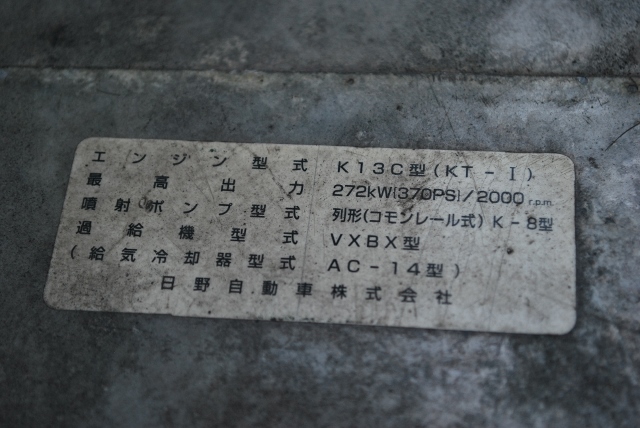 エンジン型式 K13C型(KT-I)
最高出力 272kW{370PS}/2000r.p.m
噴射ポンプ型式 列形(コモンレール式)K-8型
過給機型式 VXBX型
(給気冷却器型式 AC-14型)
日野自動車株式会社